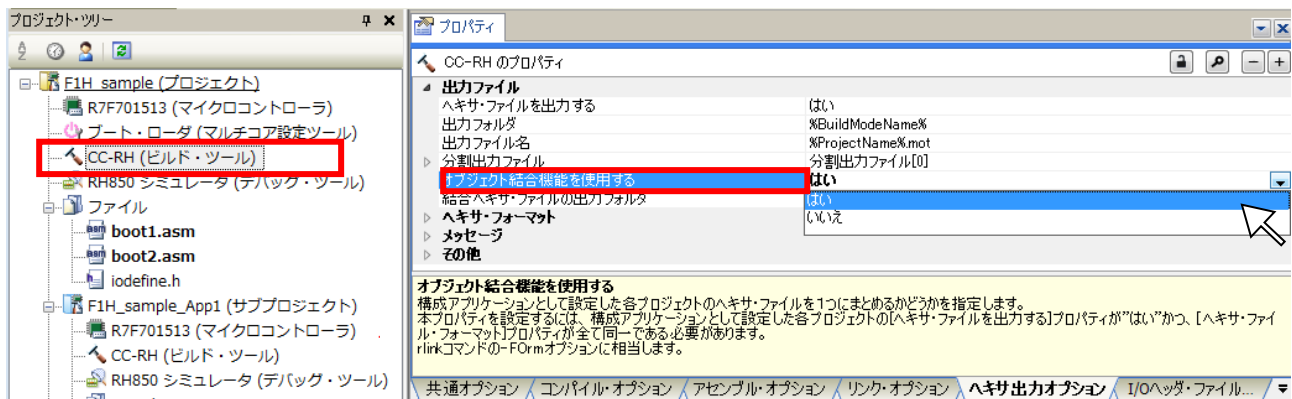 プロジェクト・ツリー
F1H_sample (プロジェクト)
R7F701513 (マイクロコントローラ)
ブート・ローダ (マルチコア設定ツール)
CC-RH (ビルド・ツール)
RH850 シミュレータ (デバッグ・ツール)
ファイル
boot1.asm
boot2.asm
iodefine.h
F1H_sample_App1 (サブプロジェクト)
R7F701513 (マイクロコントローラ)
CC-RH (ビルド・ツール)
RH850 シミュレータ (デバッグ・ツール)
プロパティ
CC-RH のプロパティ
出力ファイル
ヘキサ・ファイルを出力する はい
出力フォルダ %BuildModeName%
出力ファイル名 %ProjectName%.mot
分割出力ファイル 分割出力ファイル[0]
オブジェクト結合機能を使用する はい
結合ヘキサ・ファイルの出力フォルダ はい
ヘキサ・フォーマット いいえ
メッセージ
その他
オブジェクト結合機能を使用する
構成アプリケーションとして設定した各プロジェクトのヘキサ・ファイルを1つにまとめるかどうかを指定します。
本プロパティを設定するには、構成アプリケーションとして設定した各プロジェクトの[ヘキサ・ファイルを出力する]プロパティが"はい"かつ、[ヘキサ・ファイ
ル・フォーマット]プロパティが全て同一である必要があります。
rlinkコマンドの-FOrmオプションに相当します。
共通オプション コンパイル・オプション アセンブル・オプション リンク・オプション ヘキサ出力オプション I/Oヘッダ・ファイル...